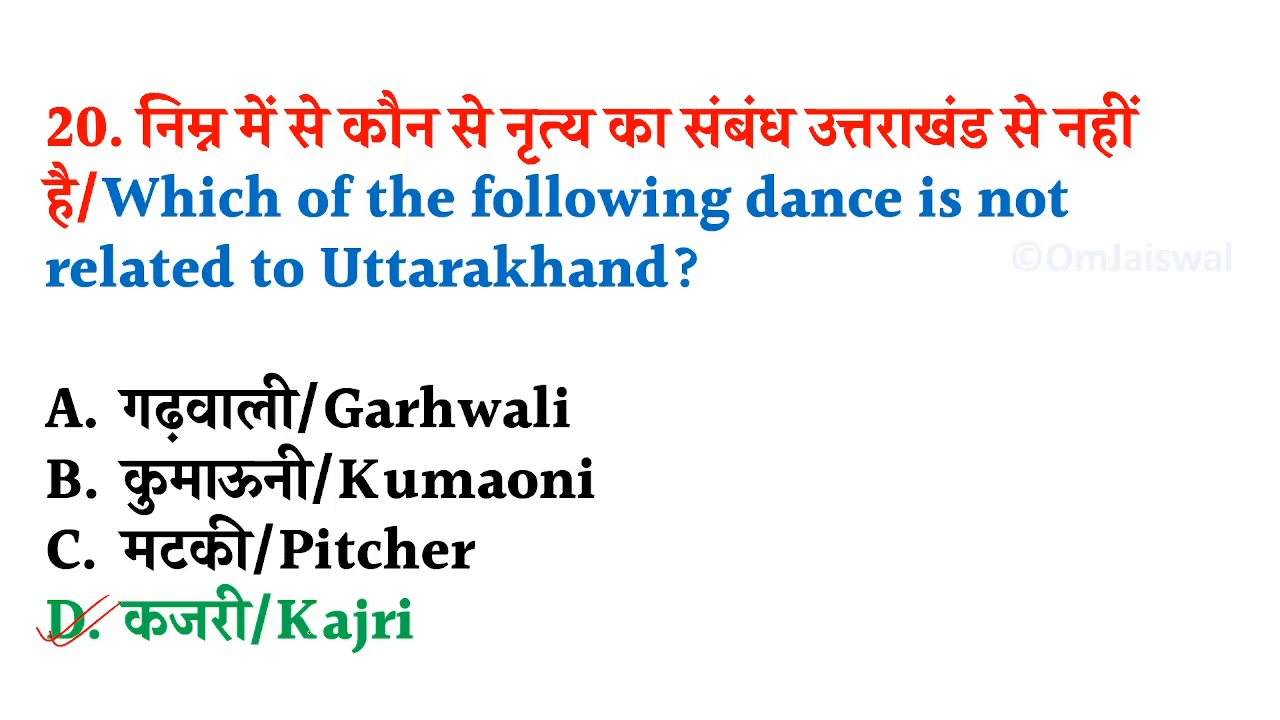 20. निम्न में से कौन से नृत्य का संबंध उत्तराखंड से नहीं
है/Which of the following dance is not
related to Uttarakhand?
©OmJaiswal
A. गढ़वाली/Garhwali
B. कुमाऊनी/Kumaoni
C. मटकी/Pitcher
D. कजरी/Kajri